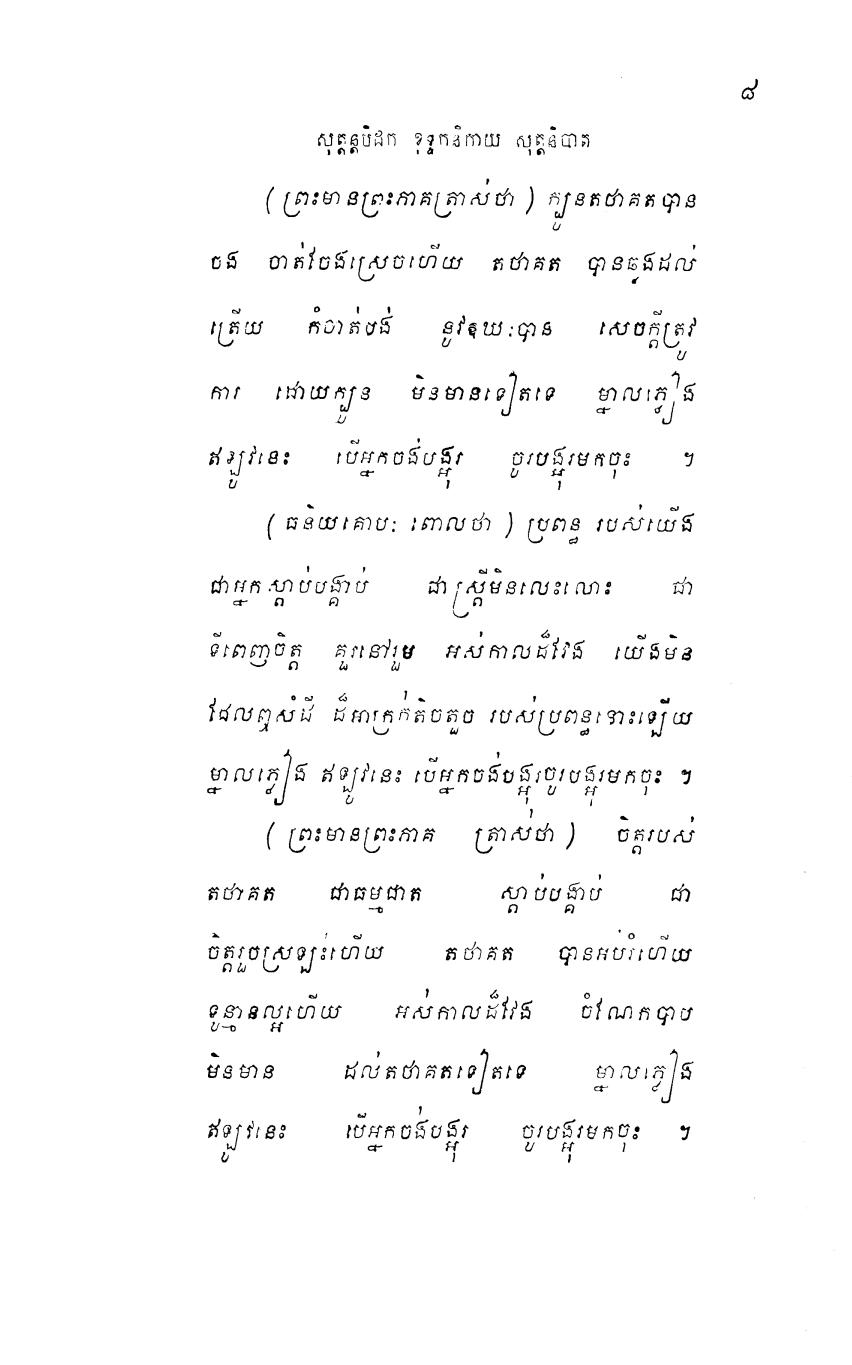 ៨
សុត្តន្តបិដក ខុទ្ទកនិកាយ សុត្តនិបាត
( ព្រះមានព្រះភាគត្រាស់ថា ) ក្បួនតថាគតបាន
ចង ចាត់ចែងស្រេចហើយ តថាគត បានឆ្លងដល់
ត្រើយ កំចាត់បង់ នូវឱឃៈបាន សេចក្តីត្រូវ
ការ ដោយក្បួន មិនមានទៀតទេ ម្នាលភ្លៀង
ឥឡូវនេះ បើអ្នកចង់បង្អុរ ចូរបង្អុរមកចុះ ។
( ធនិយគោបៈ ពោលថា ) ប្រពន្ធ របស់យើង
ជាអ្នកស្តាប់បង្គាប់ ជាស្ត្រីមិនលេះលោះ ជា
ទីពេញចិត្ត គួរនៅរួម អស់កាលដ៏វែង យើងមិន
ដែលឮសំដី ដ៏អាក្រក់តិចតួច របស់ប្រពន្ធនោះឡើយ
ម្នាលភ្លៀង ឥឡូវនេះ បើអ្នកចង់បង្អុរចូរបង្អុរមកចុះ ។
( ព្រះមានព្រះភាគ ត្រាស់ថា ) ចិត្តរបស់
តថាគត ជាធម្មជាត ស្តាប់បង្គាប់ ជា
ចិត្តរួចស្រឡះហើយ តថាគត បានអប់រំហើយ
ទូន្មានល្អហើយ អស់កាលដ៏វែង ចំណែកបាប
មិនមាន ដល់តថាគតទៀតទេ ម្នាលភ្លៀង
ឥឡូវនេះ បើអ្នកចង់បង្អុរ ចូរបង្អុរមកចុះ ។